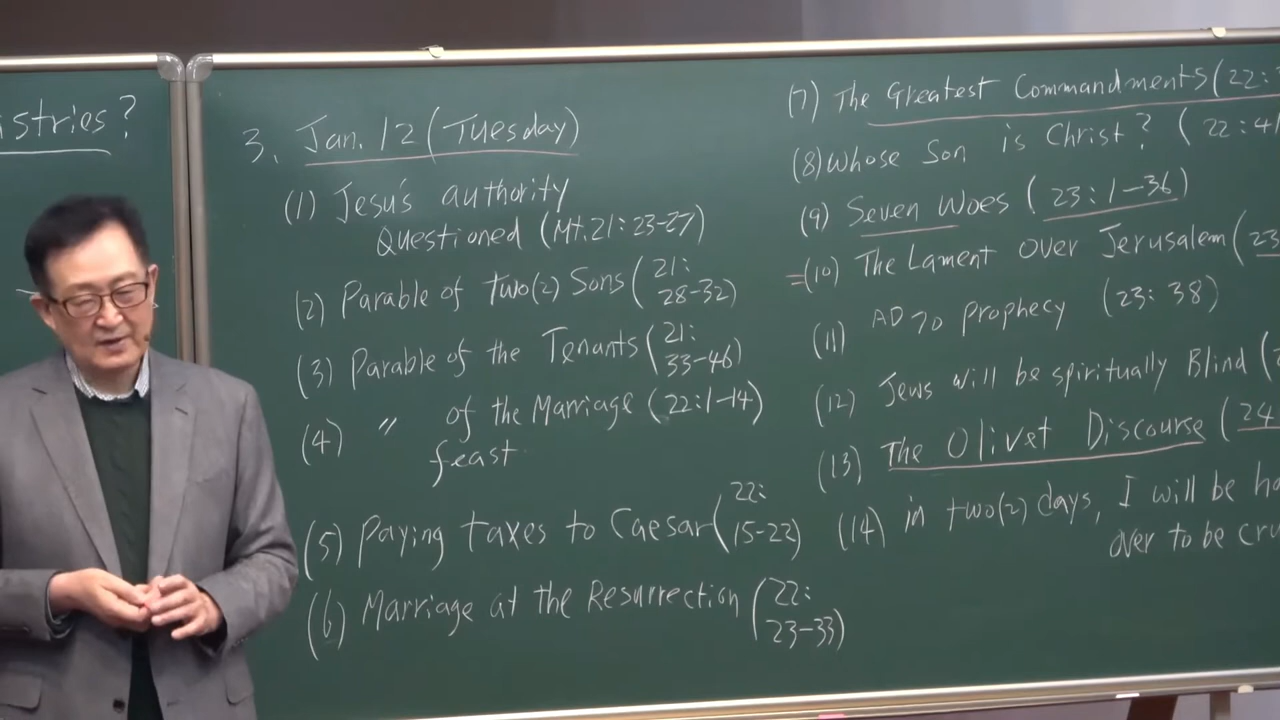 istries?
3. Jan. 12 (Tuesday)
(1) Jesu's authority
Questioned (Mt. 21: 23-27)
(2) Parable of two(2) Sons (21:
28-32)
(3) Parable of the Tenants (21:
33-46)
(4) 〃 of the Marriage (22:1-14)
feast
(5) Paying taxes to Caesar (22:
15-22)
(6) Marriage at the Resurrection (22:
23-33)
(7) The Greatest Commandments (22:
(8) Whose Son is Christ? (22:41
(9) Seven Woes (23:1-36)
=(10) The Lament over Jerusalem (23
(11) AD 70 prophecy (23:38)
(12) Jews will be spiritually Blind (
(13) The Olivet Discourse (24
(14) in two(2) days, I will be ha
over to be cru